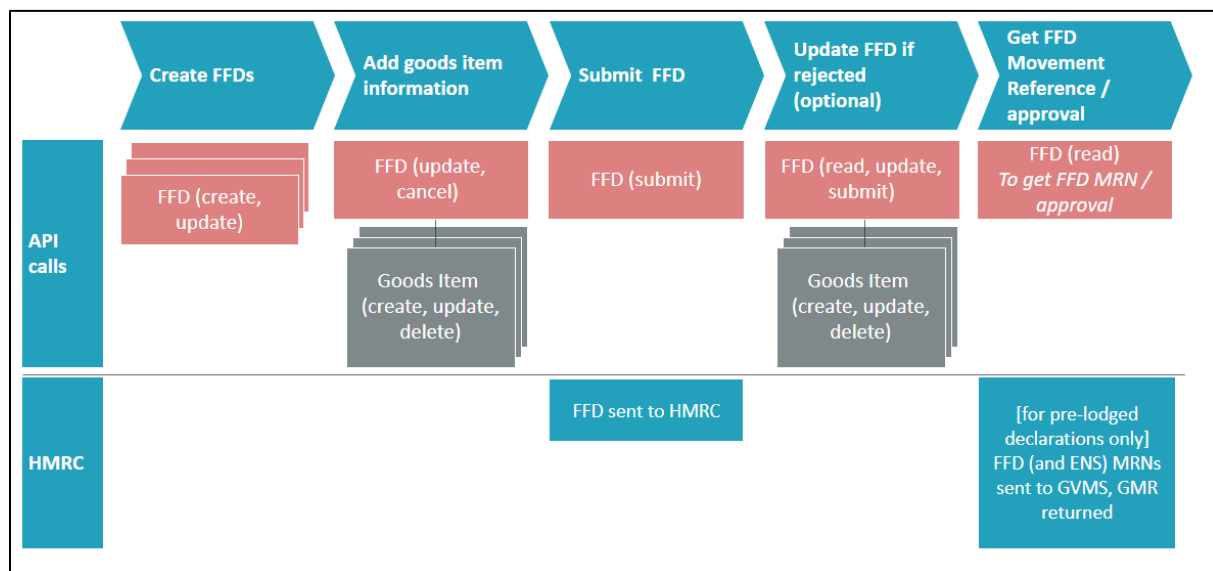 Create FFDs
Add goods item
information
Submit FFD
Update FFD if
rejected
(optional)
Get FFD
Movement
Reference /
approval
API
calls
FFD (create,
update)
FFD (update,
cancel)
Goods Item
(create, update,
delete)
FFD (submit)
FFD (read, update,
submit)
Goods Item
(create, update,
delete)
FFD (read)
To get FFD MRN /
approval
HMRC
FFD sent to HMRC
[for pre-lodged
declarations only]
FFD (and ENS) MRNs
sent to GVMS, GMR
returned